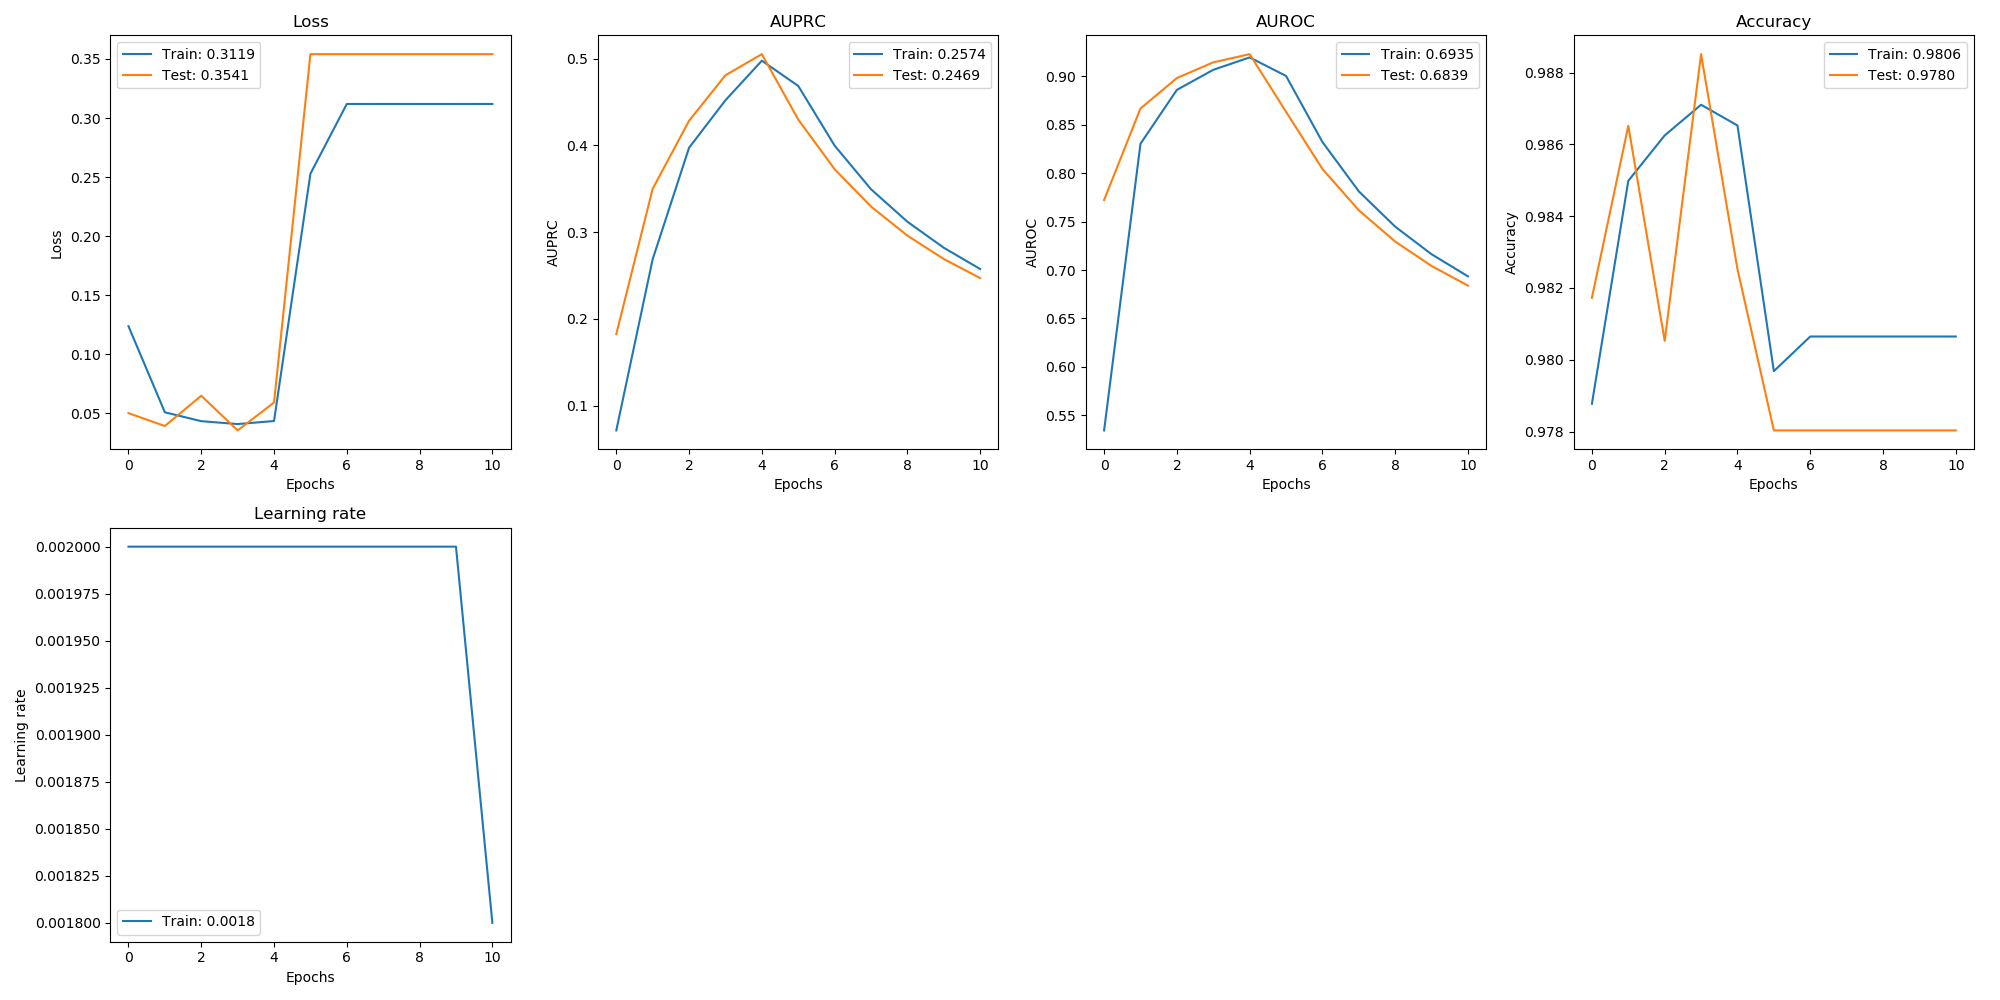 Loss
Train: 0.3119
Test: 0.3541
0.35
0.30
0.25
0.20
0.15
0.10
0.05
Loss
0 2 4 6 8 10
Epochs
AUPRC
Train: 0.2574
Test: 0.2469
0.5
0.4
0.3
0.2
0.1
AUPRC
0 2 4 6 8 10
Epochs
AUROC
Train: 0.6935
Test: 0.6839
0.90
0.85
0.80
0.75
0.70
0.65
0.60
0.55
AUROC
0 2 4 6 8 10
Epochs
Accuracy
Train: 0.9806
Test: 0.9780
0.988
0.986
0.984
0.982
0.980
0.978
Accuracy
0 2 4 6 8 10
Epochs
Learning rate
0.002000
0.001975
0.001950
0.001925
0.001900
0.001875
0.001850
0.001825
0.001800
Learning rate
Train: 0.0018
0 2 4 6 8 10
Epochs